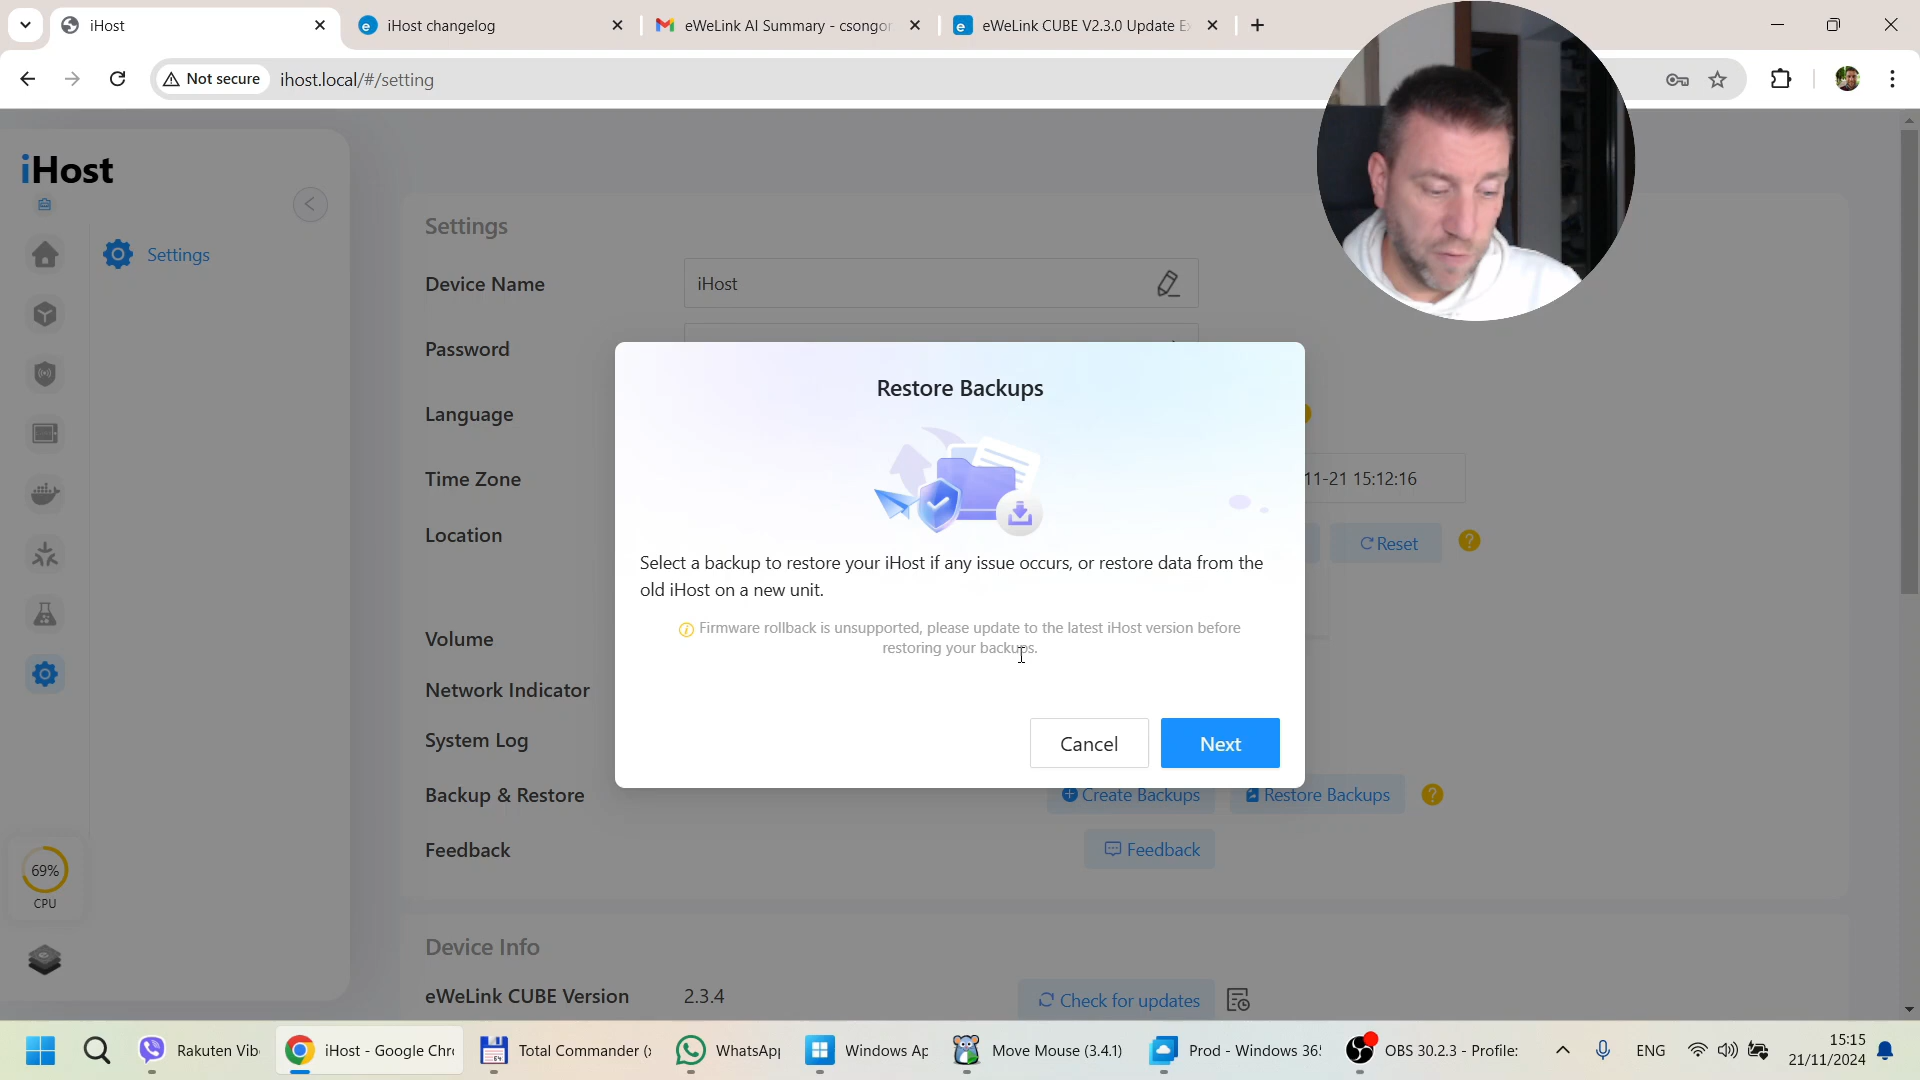 iHost
iHost changelog
eWeLink AI Summary - csongor
eWeLink CUBE V2.3.0 Update E
Not secure
ihost.local/#/setting
iHost
Settings
Settings
Device Name
iHost
Password
Language
Time Zone
11-21 15:12:16
Location
Reset
Volume
Network Indicator
System Log
Backup & Restore
Create Backups
Restore Backups
Feedback
Feedback
Restore Backups
Select a backup to restore your iHost if any issue occurs, or restore data from the
old iHost on a new unit.
Firmware rollback is unsupported, please update to the latest iHost version before
restoring your backups.
Cancel
Next
69%
CPU
Device Info
eWeLink CUBE Version
2.3.4
Check for updates
Rakuten Vibe
iHost - Google Chro
64
Total Commander (x
WhatsApp
Windows Ap
Move Mouse (3.4.1)
Prod - Windows 365
OBS 30.2.3 - Profile:
ENG
15:15
21/11/2024